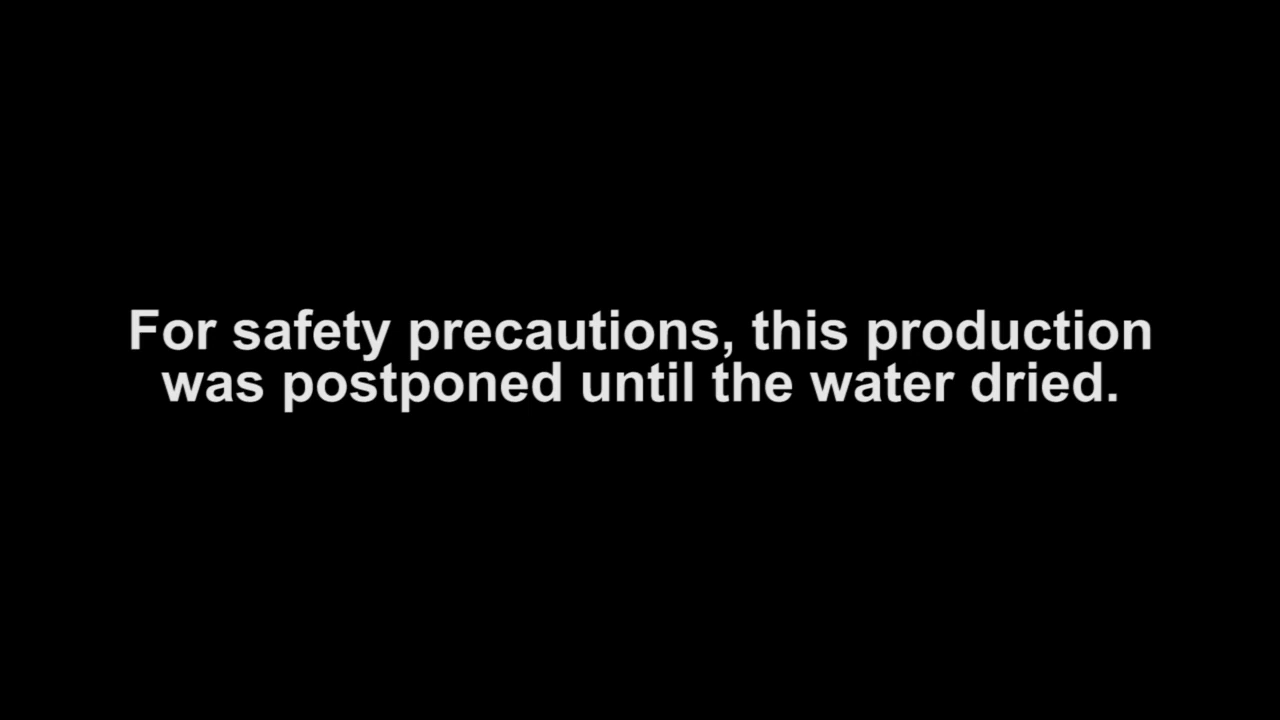 For safety precautions, this production
was postponed until the water dried.